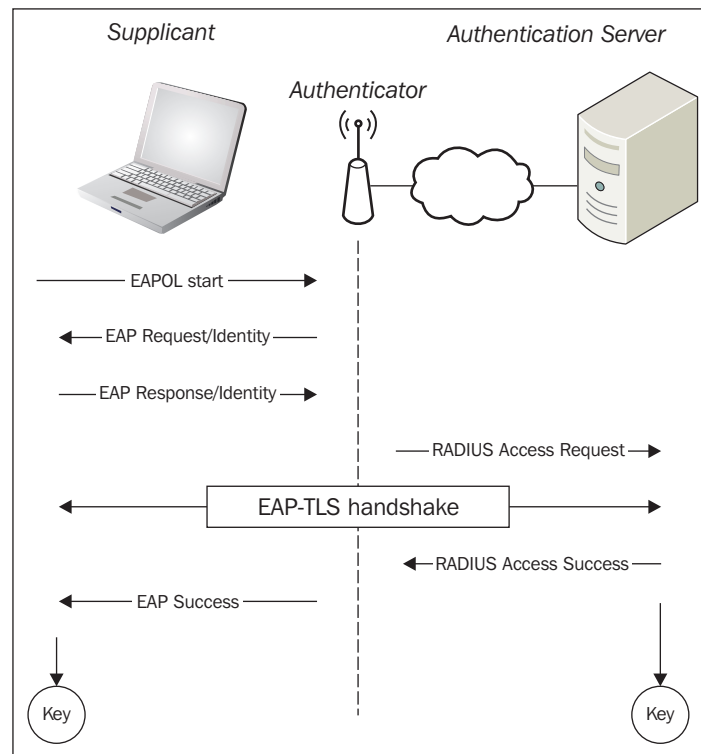 Supplicant
Authentication Server
Authenticator
EAPOL start
EAP Request/Identity
EAP Response/Identity
RADIUS Access Request
EAP-TLS handshake
RADIUS Access Success
EAP Success
Key
Key